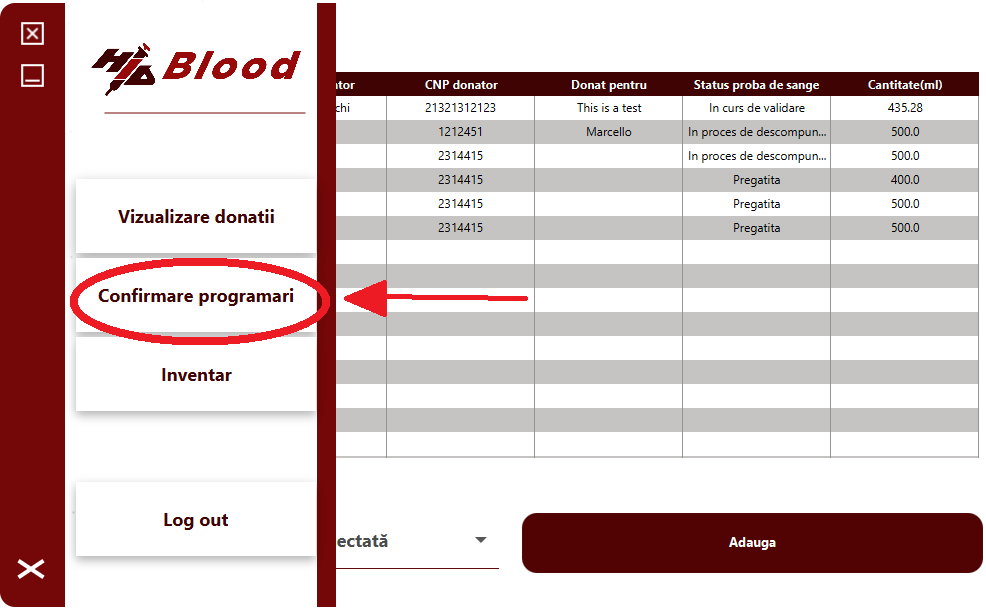 HIA Blood
Vizualizare donatii
Confirmare programari
Inventar
Log out
ator CNP donator Donat pentru Status proba de sange Cantitate(ml)
chi 21321312123 This is a test In curs de validare 435.28
1212451 Marcello In proces de descompun... 500.0
2314415 In proces de descompun... 500.0
2314415 Pregatita 400.0
2314415 Pregatita 500.0
2314415 Pregatita 500.0
ectată
Adauga